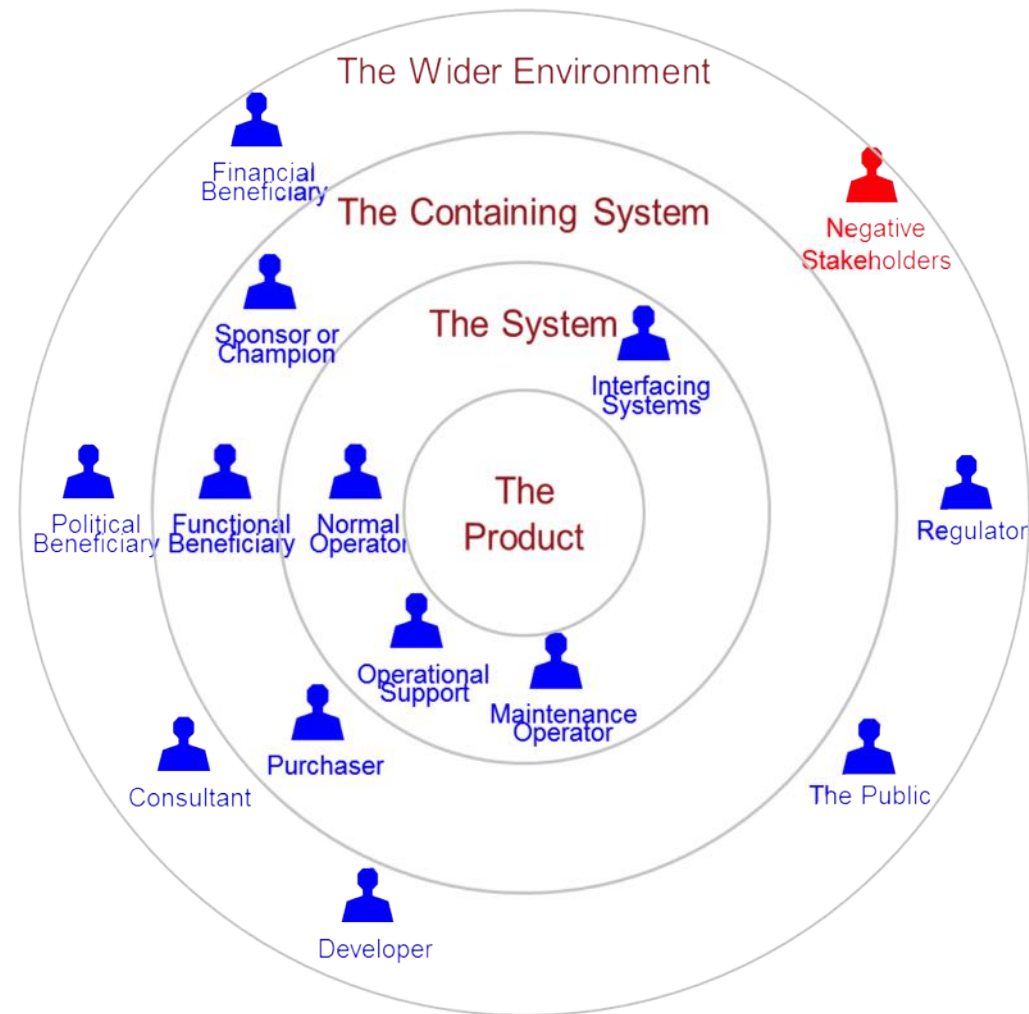 The Wider Environment
Financial
Beneficiary
Negative
Stakeholders
The Containing System
Sponsor or
Champion
The System
Interfacing
Systems
The
Product
Political
Beneficiary
Functional
Beneficiary
Normal
Operator
Regulator
Operational
Support
Maintenance
Operator
Purchaser
Consultant
The Public
Developer